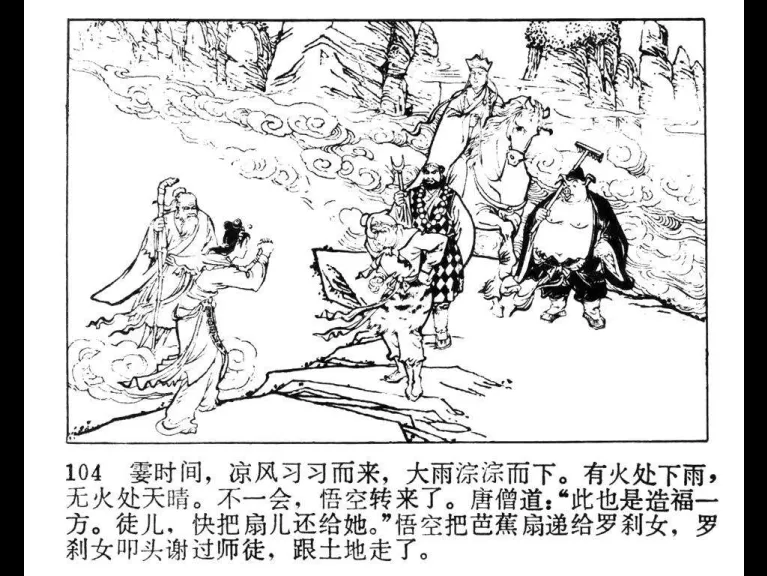 104 霎时间，凉风习习而来，大雨淙淙而下。有火处下雨，
无火处天晴。不一会，悟空转来了。唐僧道：“此也是造福一
方。徒儿，快把扇儿还给她。”悟空把芭蕉扇递给罗刹女，罗
刹女叩头谢过师徒，跟土地走了。